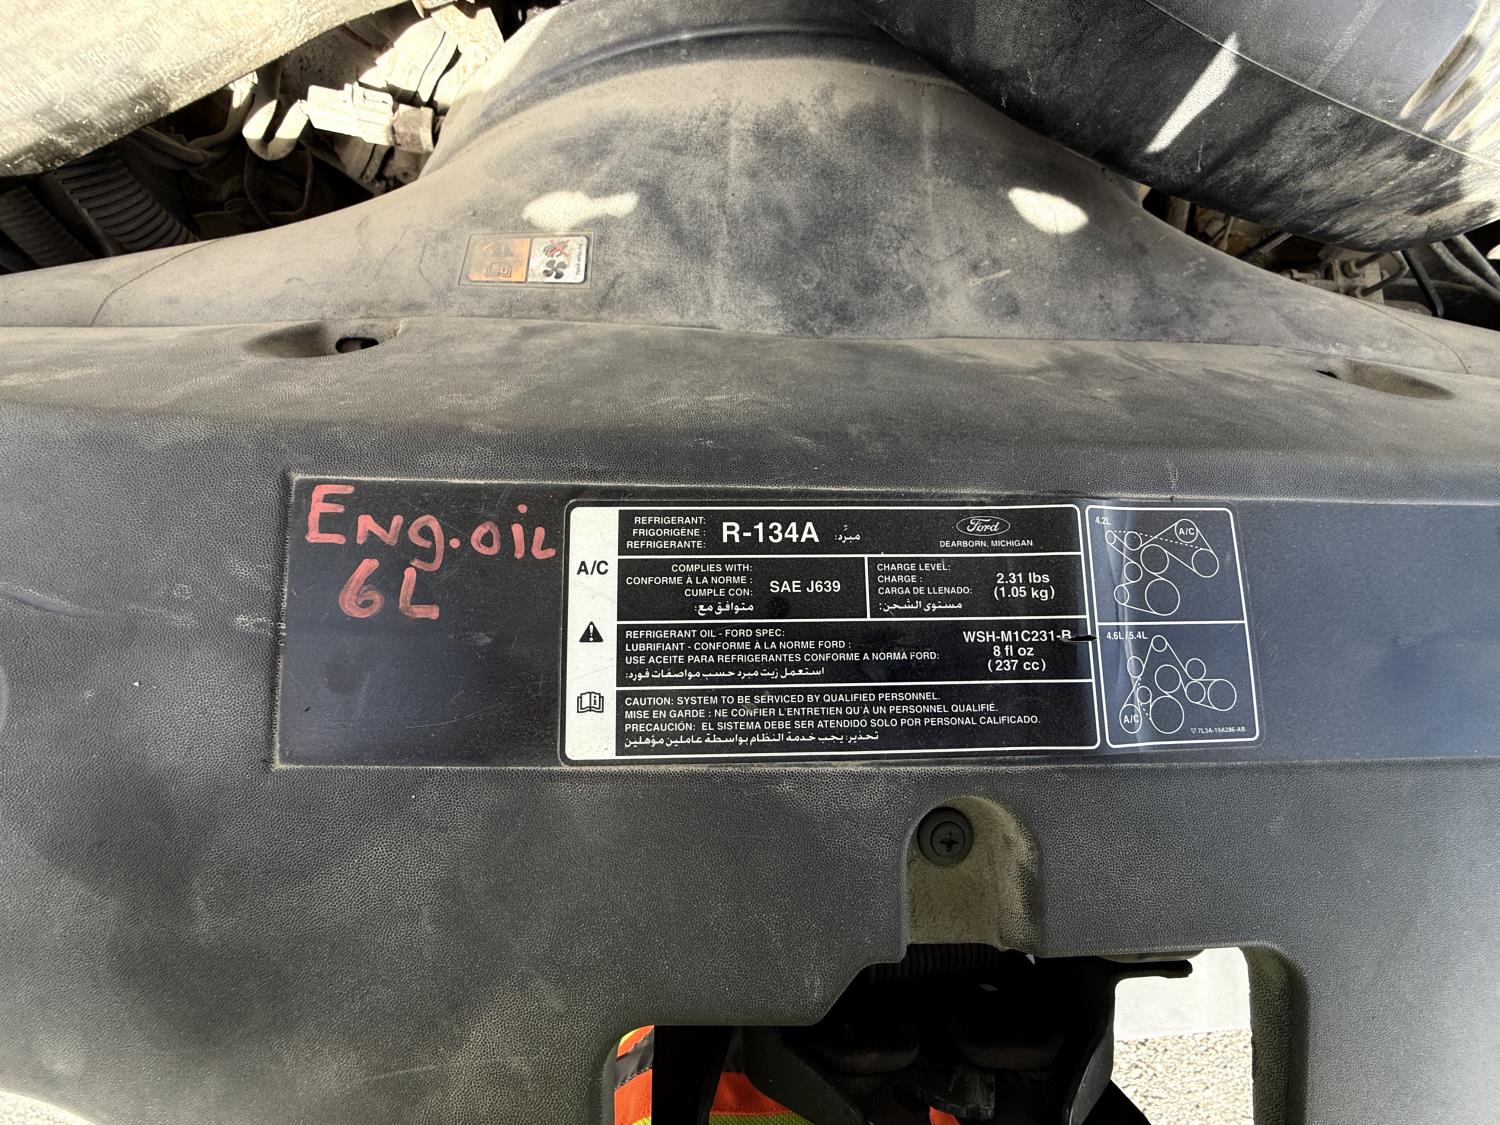 Eng.oil
6L
A/C
REFRIGERANT:
FRIGORIGÈNE :
REFRIGERANTE:
R-134A
مبرّد:
Ford
DEARBORN, MICHIGAN
COMPLIES WITH:
CONFORME À LA NORME :
CUMPLE CON:
متوافق مع:
SAE J639
CHARGE LEVEL:
CHARGE :
CARGA DE LLENADO:
مستوى الشحن:
2.31 lbs
(1.05 kg)
REFRIGERANT OIL - FORD SPEC:
LUBRIFIANT - CONFORME À LA NORME FORD :
USE ACEITE PARA REFRIGERANTES CONFORME A NORMA FORD:
استعمل زيت مبرد حسب مواصفات فورد:
WSH-M1C231-B
8 fl oz
(237 cc)
CAUTION: SYSTEM TO BE SERVICED BY QUALIFIED PERSONNEL.
MISE EN GARDE : NE CONFIER L'ENTRETIEN QU'À UN PERSONNEL QUALIFIÉ.
PRECAUCIÓN: EL SISTEMA DEBE SER ATENDIDO SOLO POR PERSONAL CALIFICADO.
تحذير: يجب خدمة النظام بواسطة عاملين مؤهلين
4.2L
A/C
4.6L/5.4L
A/C
7L3A-19A286-AB